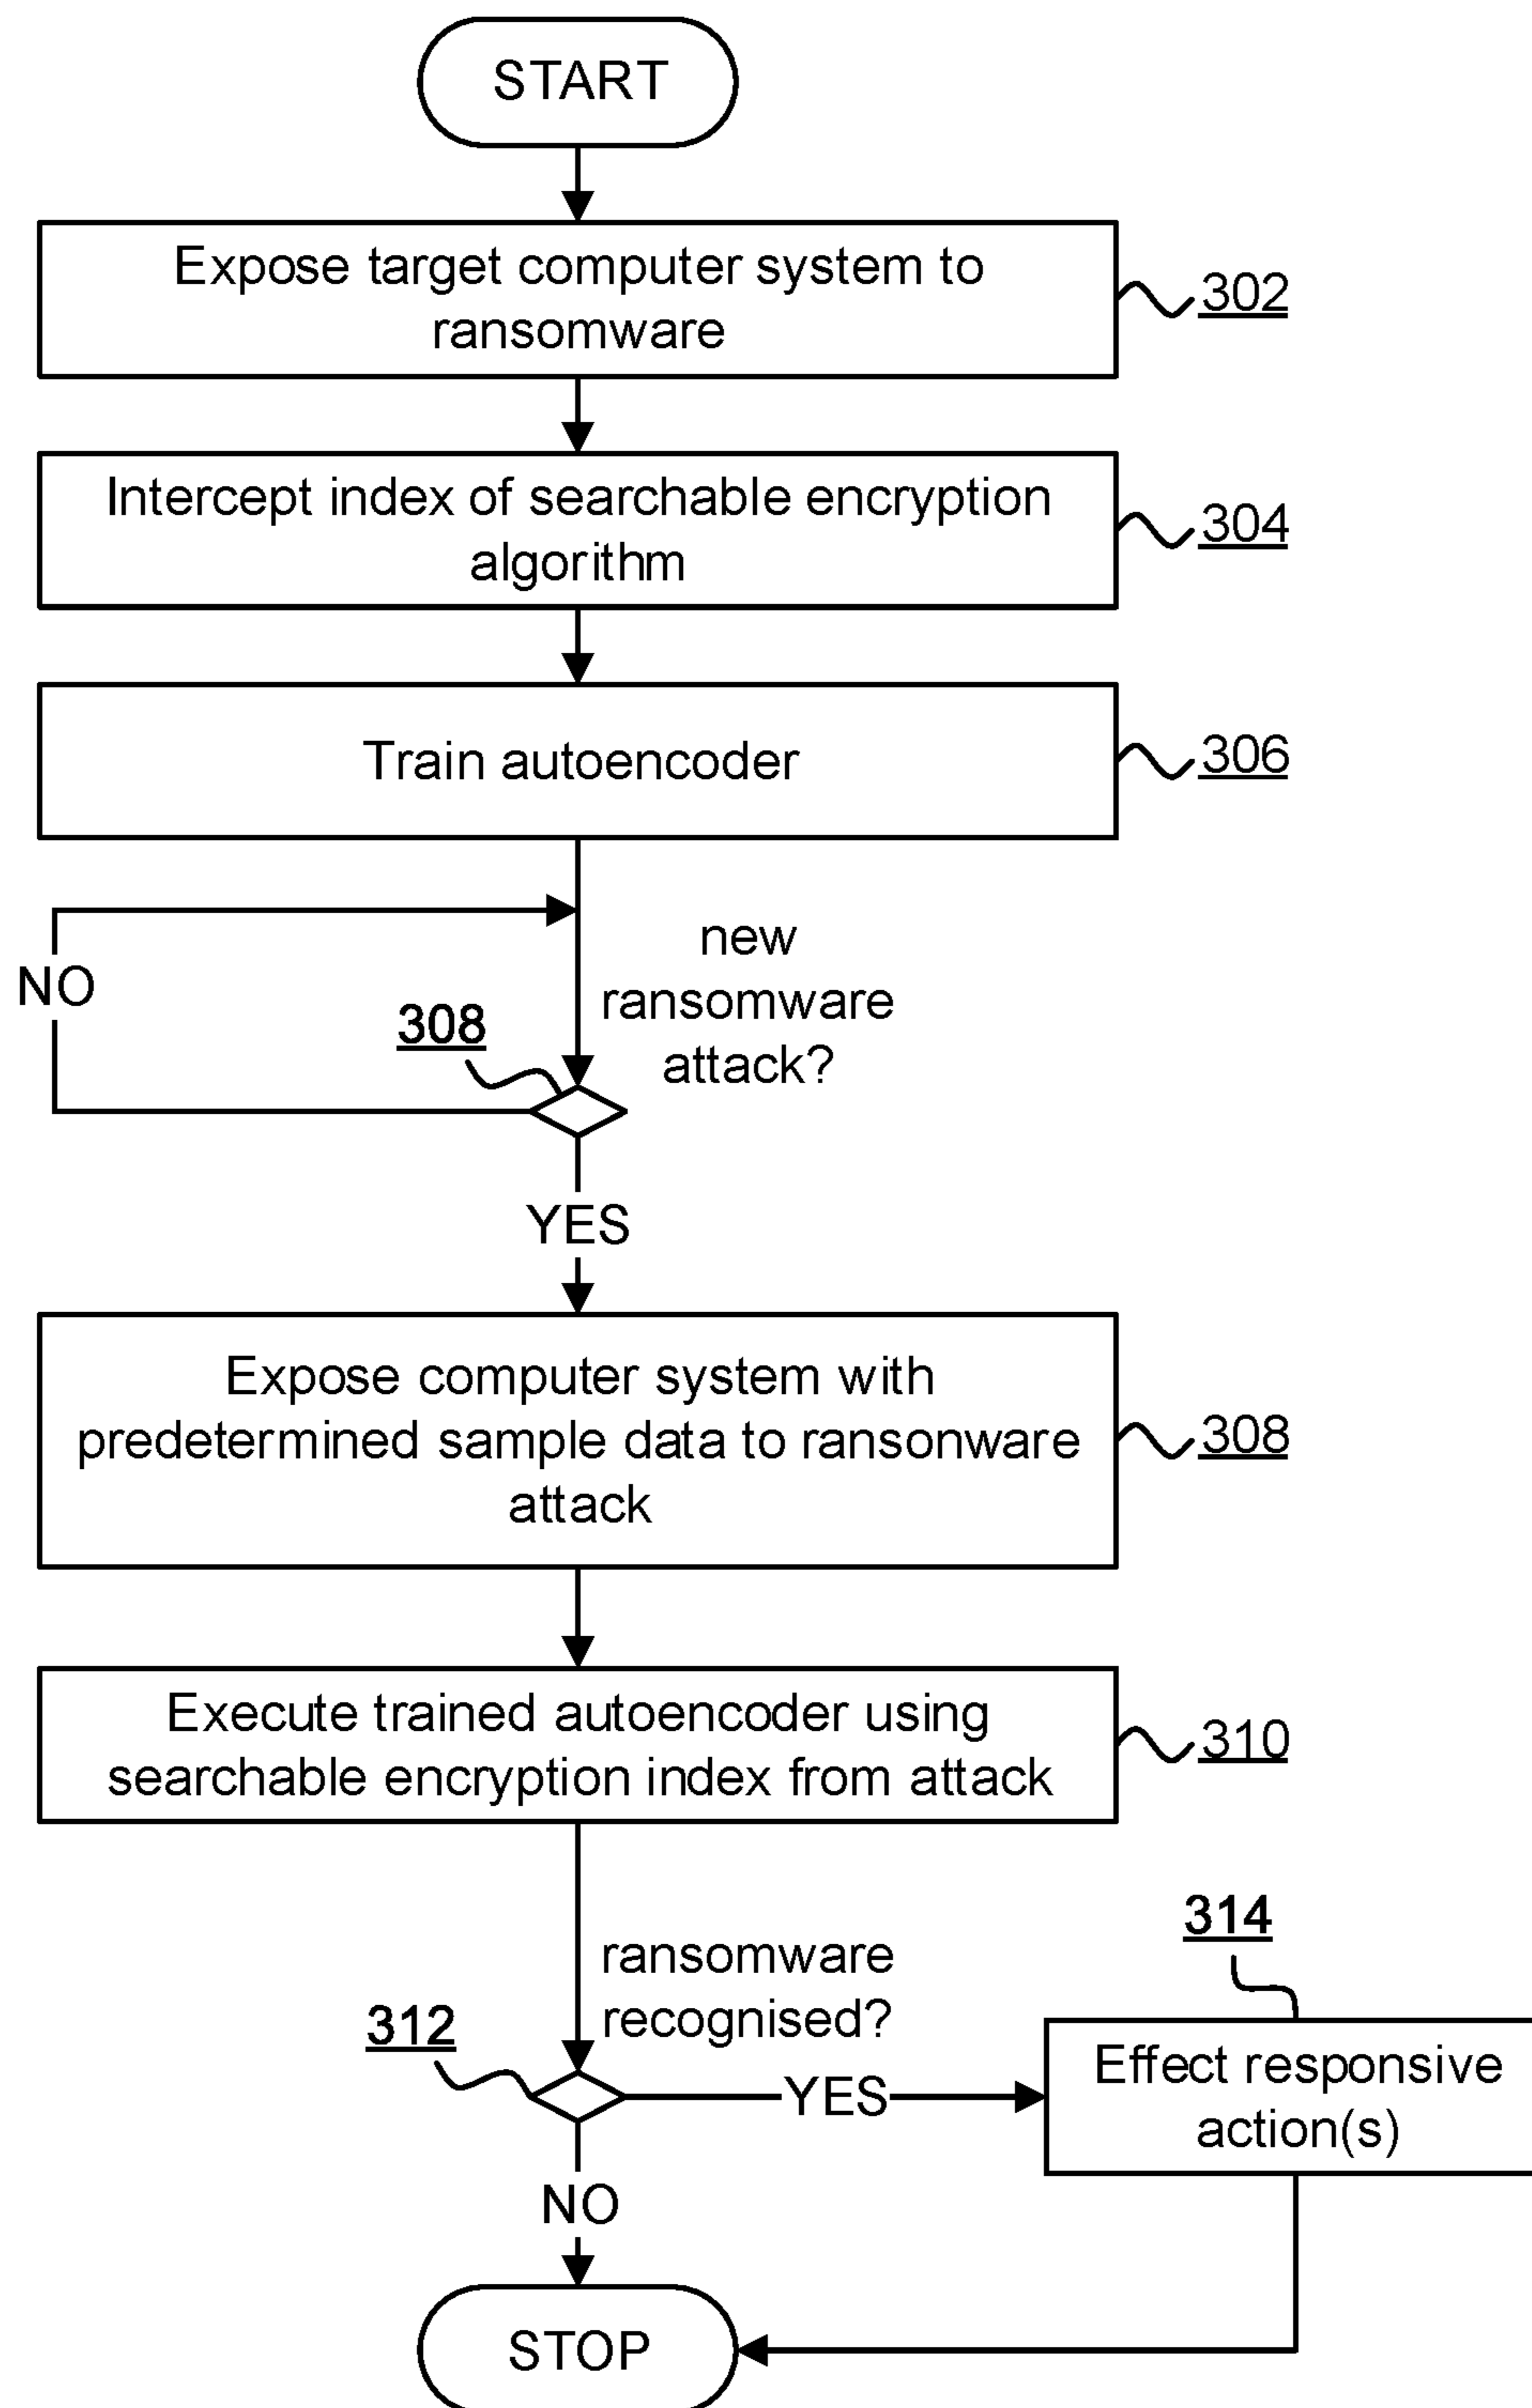 START
Expose target computer system to
ransomware
302
Intercept index of searchable encryption
algorithm
304
Train autoencoder
306
new
ransomware
attack?
NO
308
YES
Expose computer system with
predetermined sample data to ransonware
attack
308
Execute trained autoencoder using
searchable encryption index from attack
310
ransomware
recognised?
312
YES
314
Effect responsive
action(s)
NO
STOP